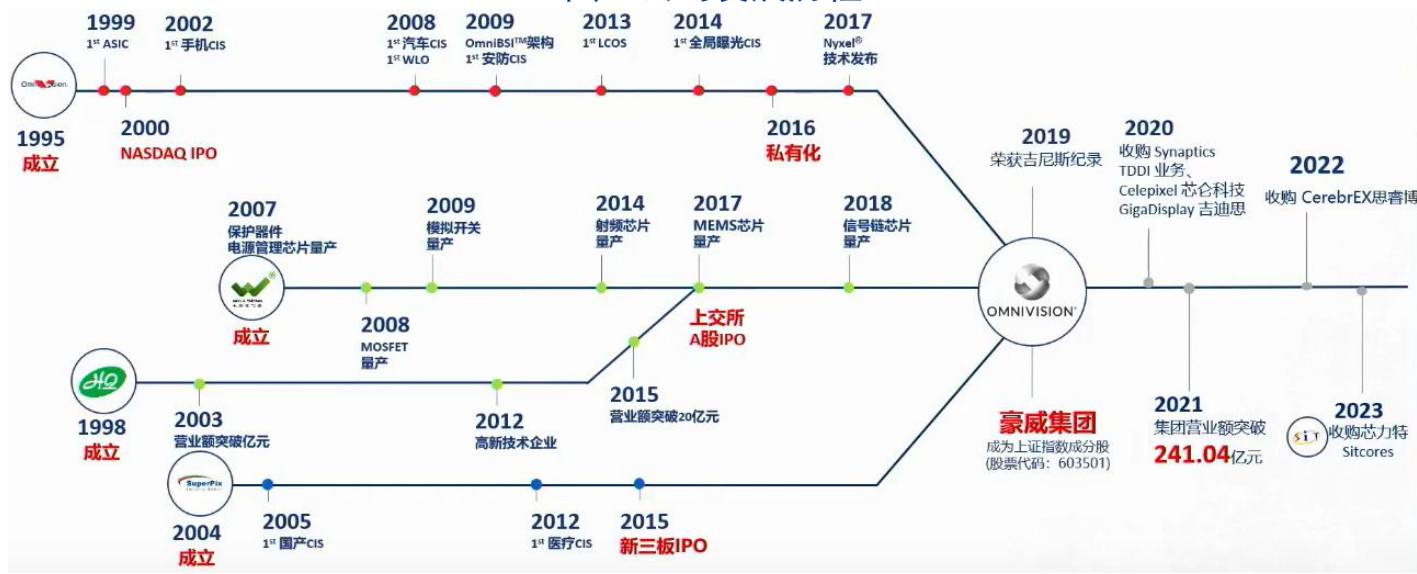 1999
1st ASIC
2002
1st 手机CIS
2008
1st 汽车CIS
1st WLO
2009
OmniBSI™架构
1st 安防CIS
2013
1st LCOS
2014
1st 全局曝光CIS
2017
Nyxel®
技术发布
OmniVision
1995
成立
2000
NASDAQ IPO
2016
私有化
2007
保护器件
电源管理芯片量产
成立
2008
MOSFET
量产
2009
模拟开关
量产
2014
射频芯片
量产
2017
MEMS芯片
量产
上交所
A股IPO
2018
信号链芯片
量产
1998
成立
2003
营业额突破亿元
2012
高新技术企业
2015
营业额突破20亿元
SuperPix
2004
成立
2005
1st 国产CIS
2012
1st 医疗CIS
2015
新三板IPO
2019
荣获吉尼斯纪录
OMNIVISION
豪威集团
成为上证指数成分股
(股票代码：603501)
2020
收购 Synaptics
TDDI 业务、
Celepixel 芯仑科技
GigaDisplay 吉迪思
2021
集团营业额突破
241.04亿元
2022
收购 CerebrEX思睿博
SiT
2023
收购芯力特
Sitcores